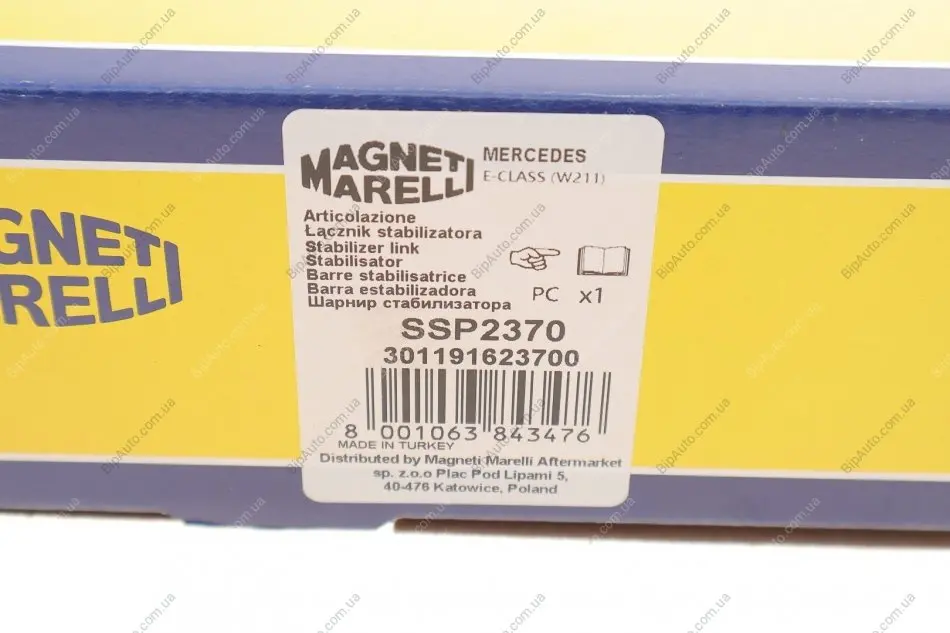 MAGNETI
MARELLI
MERCEDES
E-CLASS (W211)
Articolazione
Łącznik stabilizatora
Stabilizer link
Stabilisator
Barre stabilisatrice
Barra estabilizadora
Шарнир стабилизатора
PC x1
SSP2370
301191623700
8 001063 843476
MADE IN TURKEY
Distributed by Magneti Marelli Aftermarket
sp. z.o.o Plac Pod Lipami 5,
40-476 Katowice, Poland
GNETI
ARELLI
BipAuto.com.ua